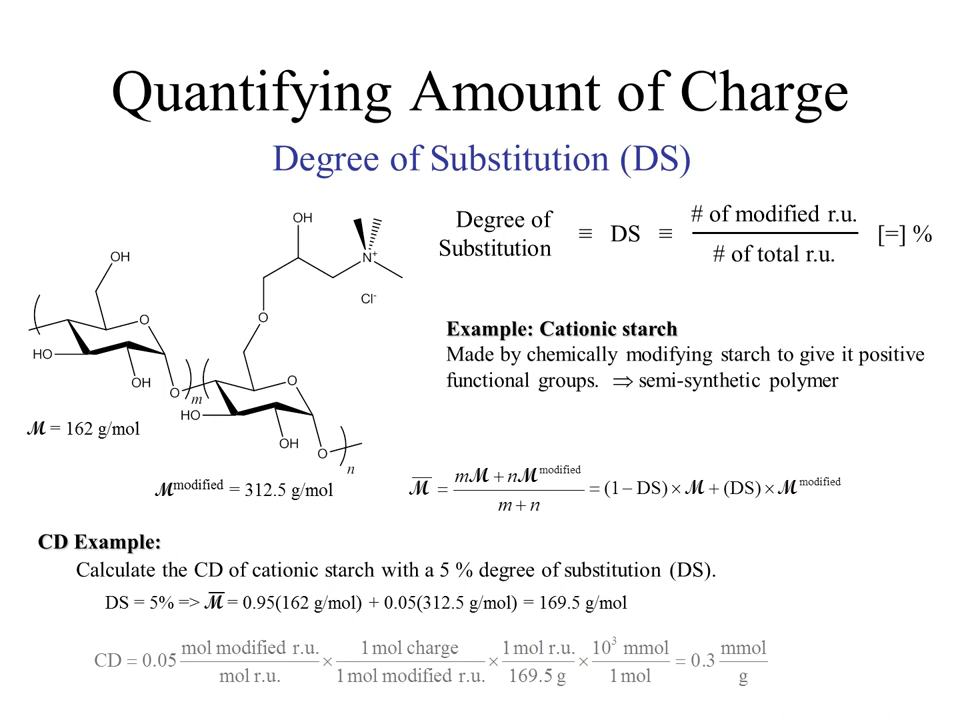 Quantifying Amount of Charge
Degree of Substitution (DS)
Degree of Substitution ≡ DS ≡ # of modified r.u. / # of total r.u. [=] %
OH
OH
N+
Cl-
O
O
HO
OH
O
m
O
HO
OH
O
n
ℳ = 162 g/mol
ℳmodified = 312.5 g/mol
Example: Cationic starch
Made by chemically modifying starch to give it positive
functional groups. ⇒ semi-synthetic polymer
ℳ̅ = (mℳ + nℳmodified) / (m + n) = (1 − DS) × ℳ + (DS) × ℳmodified
CD Example:
Calculate the CD of cationic starch with a 5 % degree of substitution (DS).
DS = 5% => ℳ̅ = 0.95(162 g/mol) + 0.05(312.5 g/mol) = 169.5 g/mol
CD = 0.05 mol modified r.u. / mol r.u. × 1 mol charge / 1 mol modified r.u. × 1 mol r.u. / 169.5 g × 10³ mmol / 1 mol = 0.3 mmol / g